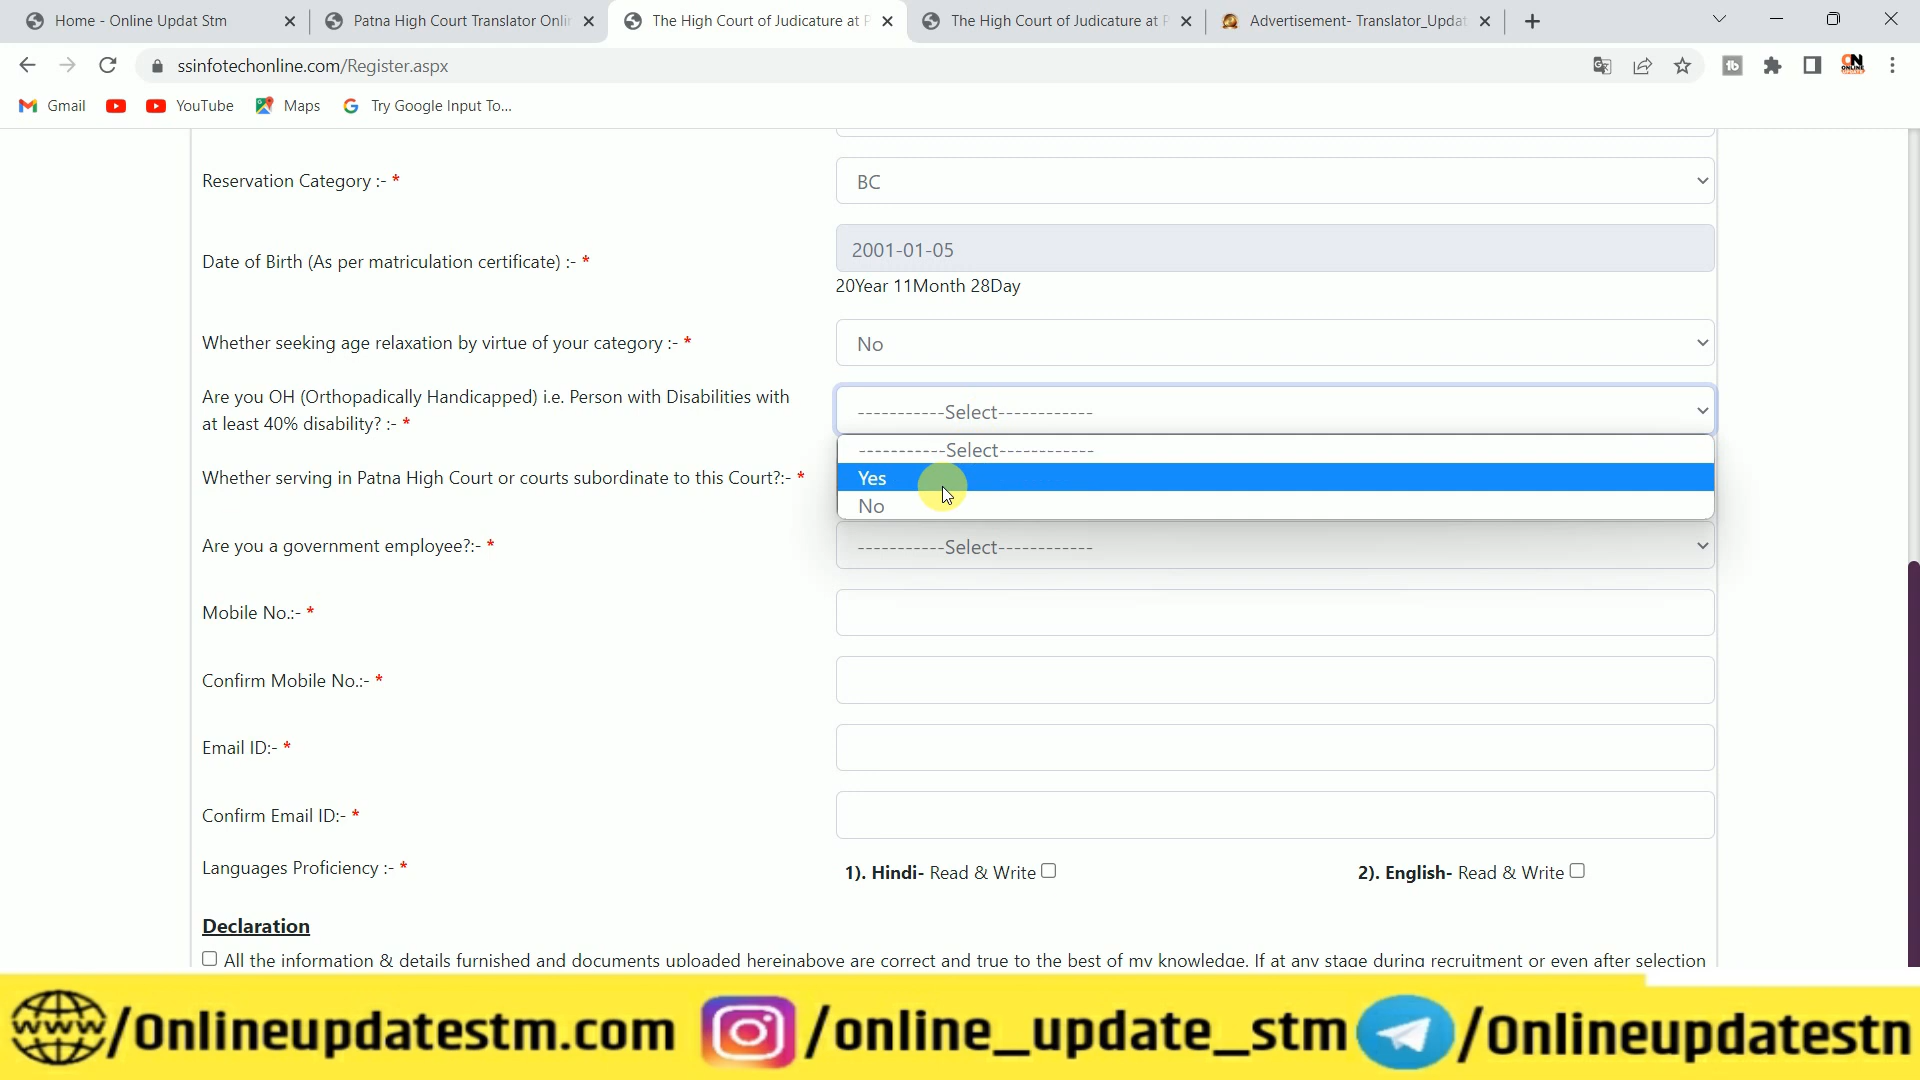 Home - Online Updat Stm
Patna High Court Translator Onlin
The High Court of Judicature at P
The High Court of Judicature at P
Advertisement- Translator_Updat
ssinfotechonline.com/Register.aspx
Gmail
YouTube
Maps
Try Google Input To...
Reservation Category :- *
BC
Date of Birth (As per matriculation certificate) :- *
2001-01-05
20Year 11Month 28Day
Whether seeking age relaxation by virtue of your category :- *
No
Are you OH (Orthopadically Handicapped) i.e. Person with Disabilities with
at least 40% disability? :- *
-----------Select------------
-----------Select------------
Yes
No
Whether serving in Patna High Court or courts subordinate to this Court?:- *
Are you a government employee?:- *
-----------Select------------
Mobile No.:- *
Confirm Mobile No.:- *
Email ID:- *
Confirm Email ID:- *
Languages Proficiency :- *
1). Hindi- Read & Write
2). English- Read & Write
Declaration
All the information & details furnished and documents uploaded hereinabove are correct and true to the best of my knowledge. If at any stage during recruitment or even after selection
www /Onlineupdatestm.com
/online_update_stm
/Onlineupdatestn